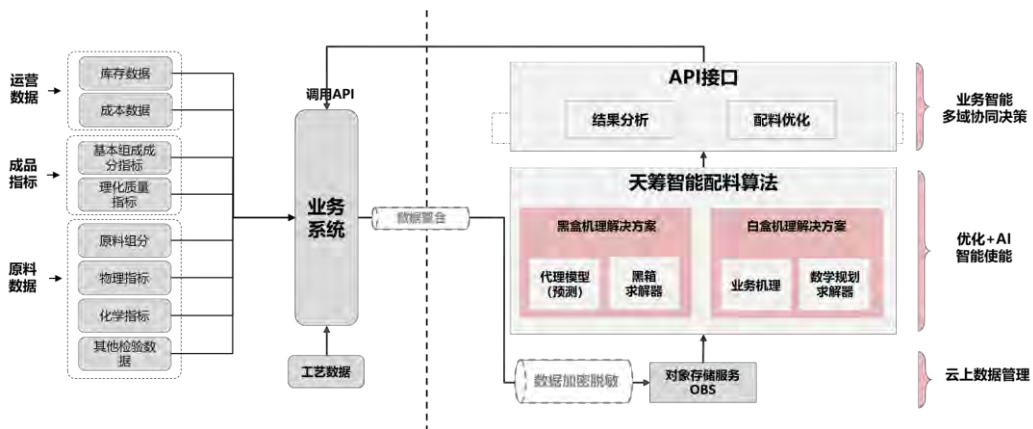 运营
数据
库存数据
成本数据
成品
指标
基本组成成
分指标
理化质量
指标
原料
数据
原料组分
物理指标
化学指标
其他检验数
据
调用API
业务
系统
工艺数据
数据整合
API接口
结果分析
配料优化
天筹智能配料算法
黑盒机理解决方案
代理模型
(预测)
黑箱
求解器
白盒机理解决方案
业务机理
数学规划
求解器
数据加密脱敏
对象存储服务
OBS
业务智能
多域协同决策
优化+AI
智能使能
云上数据管理